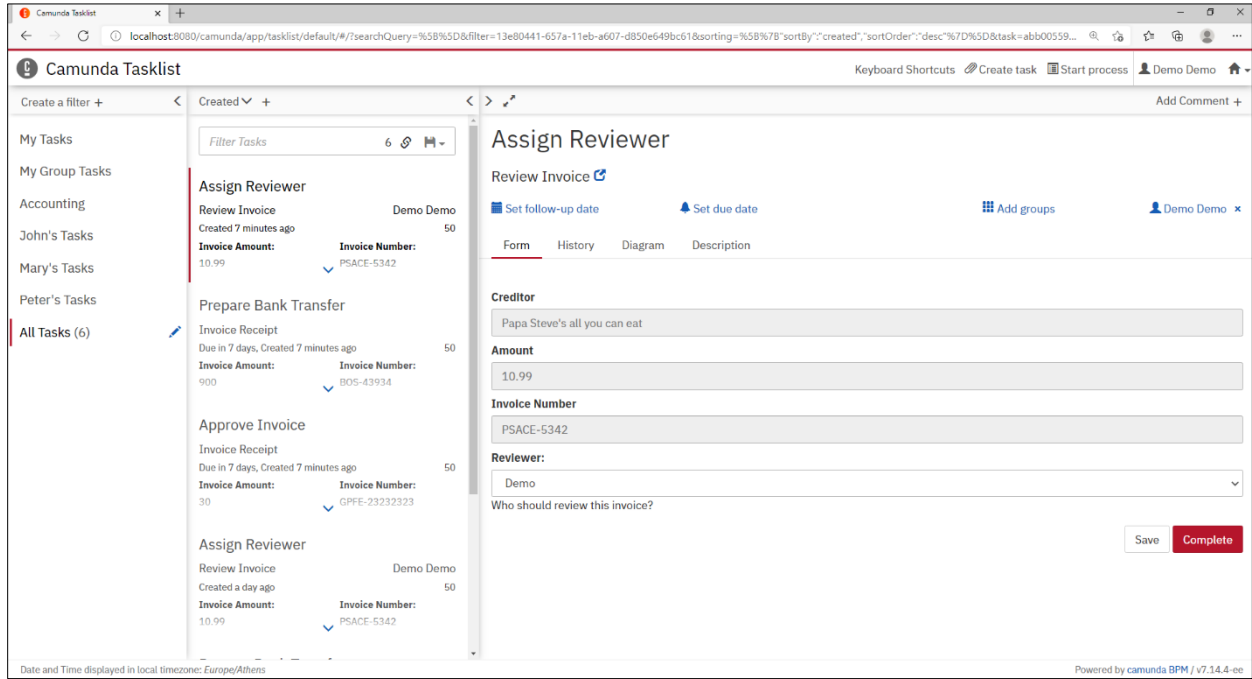 Camunda Tasklist
localhost:8080/camunda/app/tasklist/default/#/?searchQuery=%5B%5D&filter=13e80441-657a-11eb-a607-d850e649bc61&sorting=%5B%7B"sortBy":"created","sortOrder":"desc"%7D%5D&task=abb00559...
Camunda Tasklist
Keyboard Shortcuts Create task Start process Demo Demo
Create a filter +
Created +
Add Comment +
My Tasks
My Group Tasks
Accounting
John's Tasks
Mary's Tasks
Peter's Tasks
All Tasks (6)
Filter Tasks 6
Assign Reviewer
Review Invoice Demo Demo
Created 7 minutes ago 50
Invoice Amount: Invoice Number:
10.99 PSACE-5342
Prepare Bank Transfer
Invoice Receipt
Due in 7 days, Created 7 minutes ago 50
Invoice Amount: Invoice Number:
900 BOS-43934
Approve Invoice
Invoice Receipt
Due in 7 days, Created 7 minutes ago 50
Invoice Amount: Invoice Number:
30 GPFE-23232323
Assign Reviewer
Review Invoice Demo Demo
Created a day ago 50
Invoice Amount: Invoice Number:
10.99 PSACE-5342
Assign Reviewer
Review Invoice
Set follow-up date Set due date Add groups Demo Demo ×
Form History Diagram Description
Creditor
Papa Steve's all you can eat
Amount
10.99
Invoice Number
PSACE-5342
Reviewer:
Demo
Who should review this invoice?
Save Complete
Date and Time displayed in local timezone: Europe/Athens
Powered by camunda BPM / v7.14.4-ee